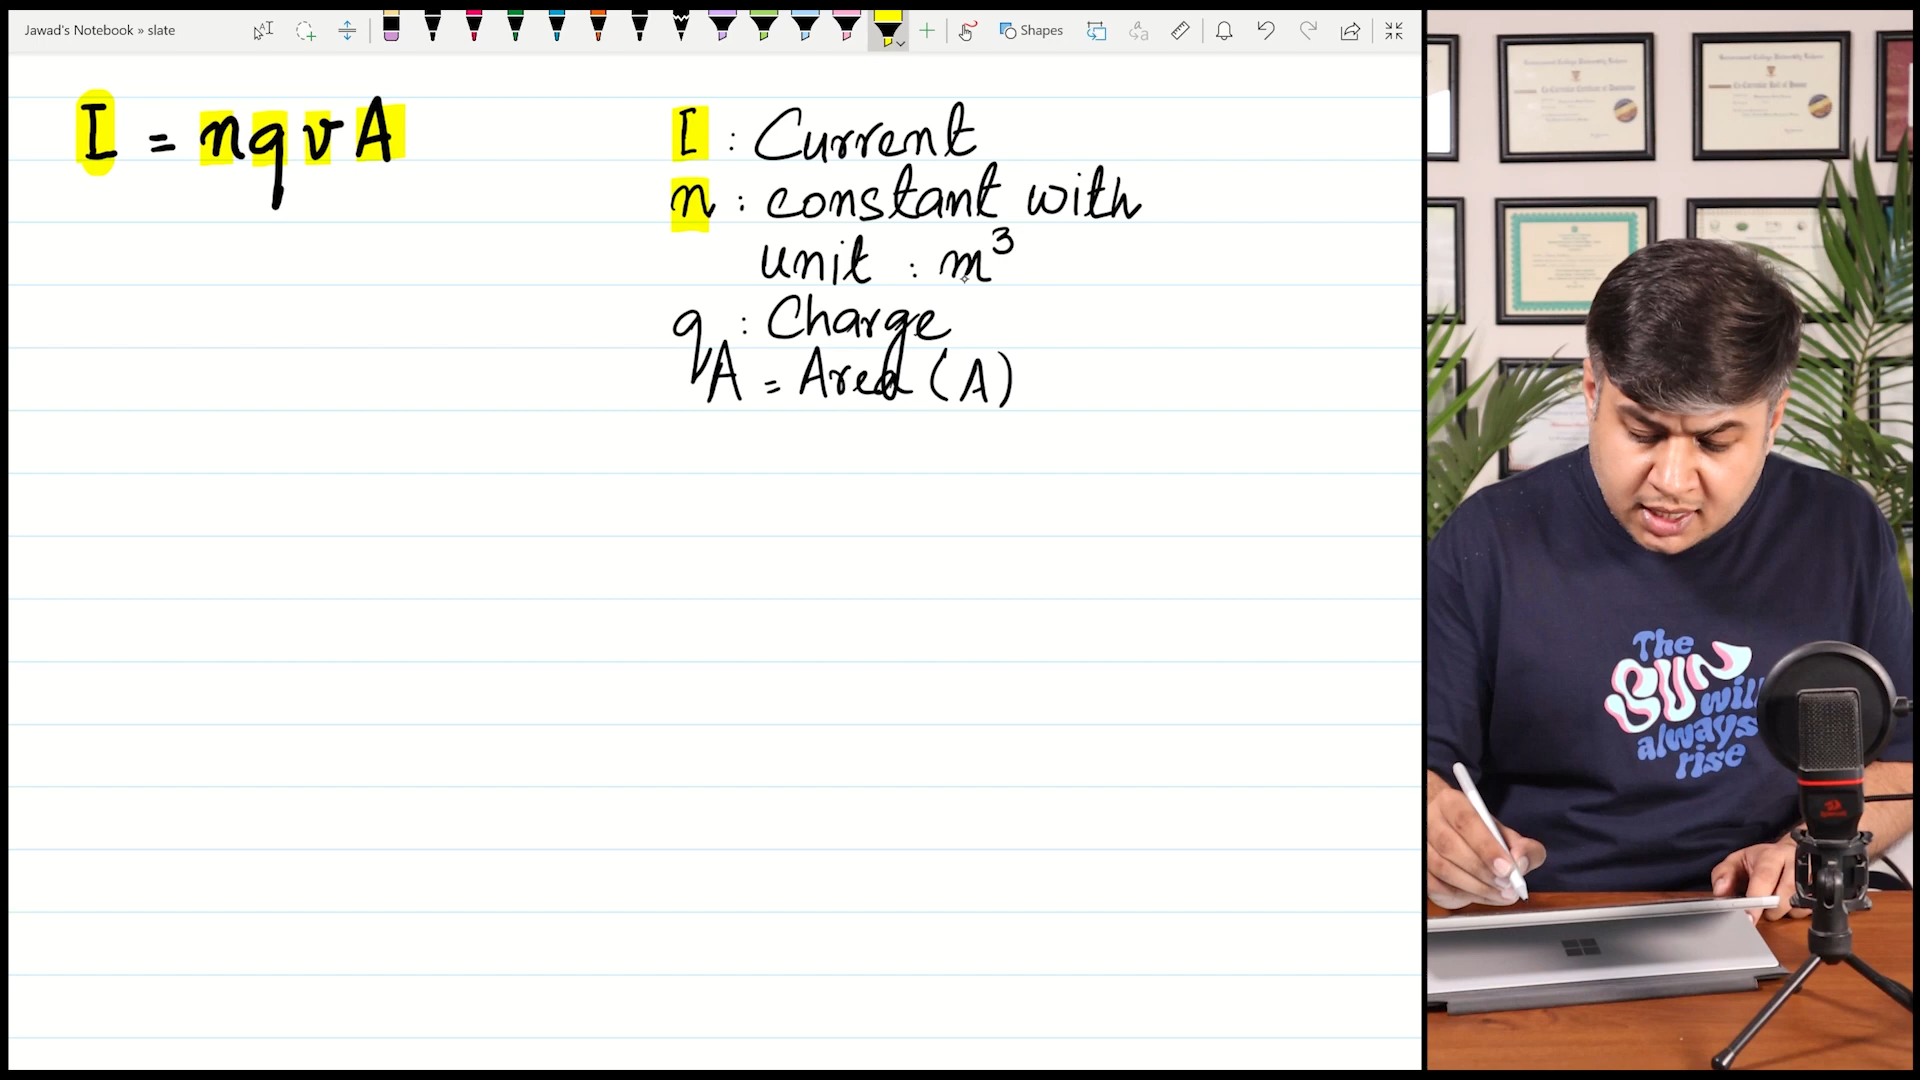 Jawad's Notebook » slate
Shapes
I = nqvA
I : Current
n : constant with
unit : m³
q : Charge
A = Area (A)
The
SUN
will
always
rise